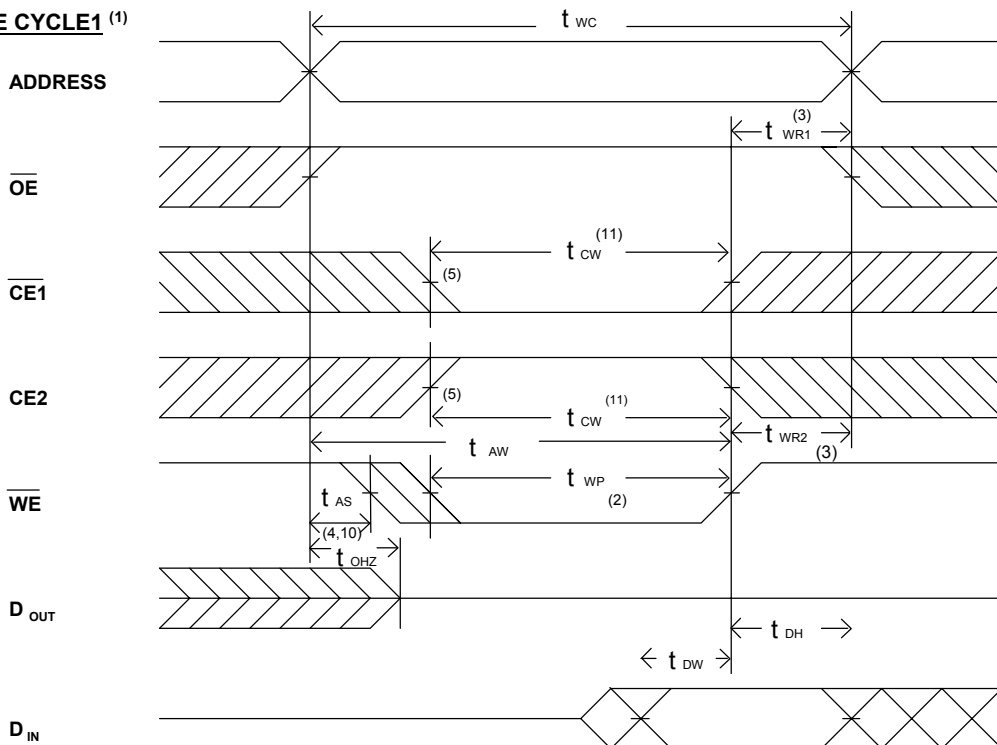 E CYCLE1 (1)
t WC
ADDRESS
(3)
t WR1
OE
(11)
t CW
(5)
CE1
CE2
(5)
(11)
t CW
t AW
t WR2
(3)
WE
t WP
(2)
t AS
(4,10)
t OHZ
D OUT
t DH
t DW
D IN